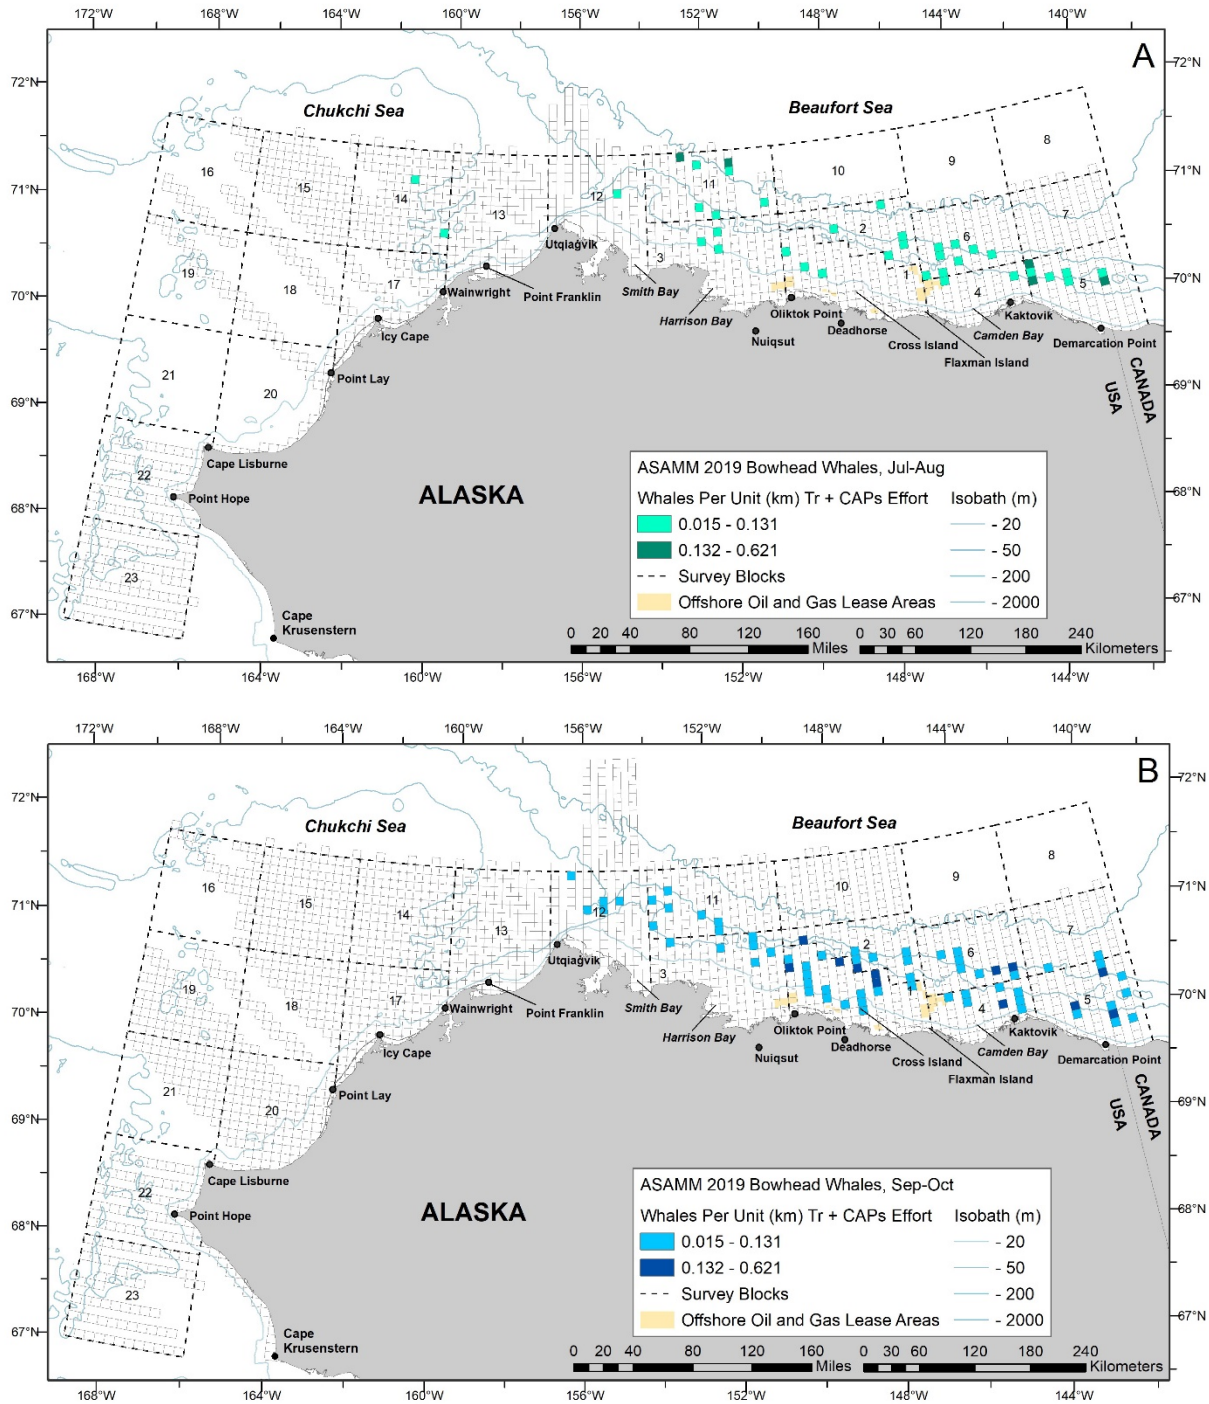 172°W 168°W 164°W 160°W 156°W 152°W 148°W 144°W 140°W
A
72°N 72°N
Chukchi Sea Beaufort Sea
8
9
10
16
15
14
13
12
11
7
71°N 71°N
6
2
Utqiaġvik
3
19
18
17
1
4
5
70°N 70°N
Wainwright
Point Franklin
Smith Bay
Harrison Bay
Oliktok Point
Kaktovik
Icy Cape
Nuiqsut
Deadhorse
Camden Bay
Cross Island
Demarcation Point
Flaxman Island
21
20
Point Lay
69°N 69°N
CANADA
USA
Cape Lisburne
22
Point Hope
ALASKA
68°N 68°N
23
67°N 67°N
Cape
Krusenstern
ASAMM 2019 Bowhead Whales, Jul-Aug
Whales Per Unit (km) Tr + CAPs Effort Isobath (m)
0.015 - 0.131 - 20
0.132 - 0.621 - 50
Survey Blocks - 200
Offshore Oil and Gas Lease Areas - 2000
0 20 40 80 120 160 Miles 0 30 60 120 180 240 Kilometers
168°W 164°W 160°W 156°W 152°W 148°W 144°W
172°W 168°W 164°W 160°W 156°W 152°W 148°W 144°W 140°W
B
72°N 72°N
Chukchi Sea Beaufort Sea
8
9
10
16
15
14
13
12
11
7
71°N 71°N
6
2
Utqiaġvik
3
19
18
17
4
5
70°N 70°N
Wainwright
Point Franklin
Smith Bay
Harrison Bay
Oliktok Point
Kaktovik
Icy Cape
Nuiqsut
Deadhorse
Camden Bay
Cross Island
Demarcation Point
Flaxman Island
21
20
Point Lay
69°N 69°N
CANADA
USA
Cape Lisburne
22
Point Hope
ALASKA
68°N 68°N
23
67°N 67°N
Cape
Krusenstern
ASAMM 2019 Bowhead Whales, Sep-Oct
Whales Per Unit (km) Tr + CAPs Effort Isobath (m)
0.015 - 0.131 - 20
0.132 - 0.621 - 50
Survey Blocks - 200
Offshore Oil and Gas Lease Areas - 2000
0 20 40 80 120 160 Miles 0 30 60 120 180 240 Kilometers
168°W 164°W 160°W 156°W 152°W 148°W 144°W